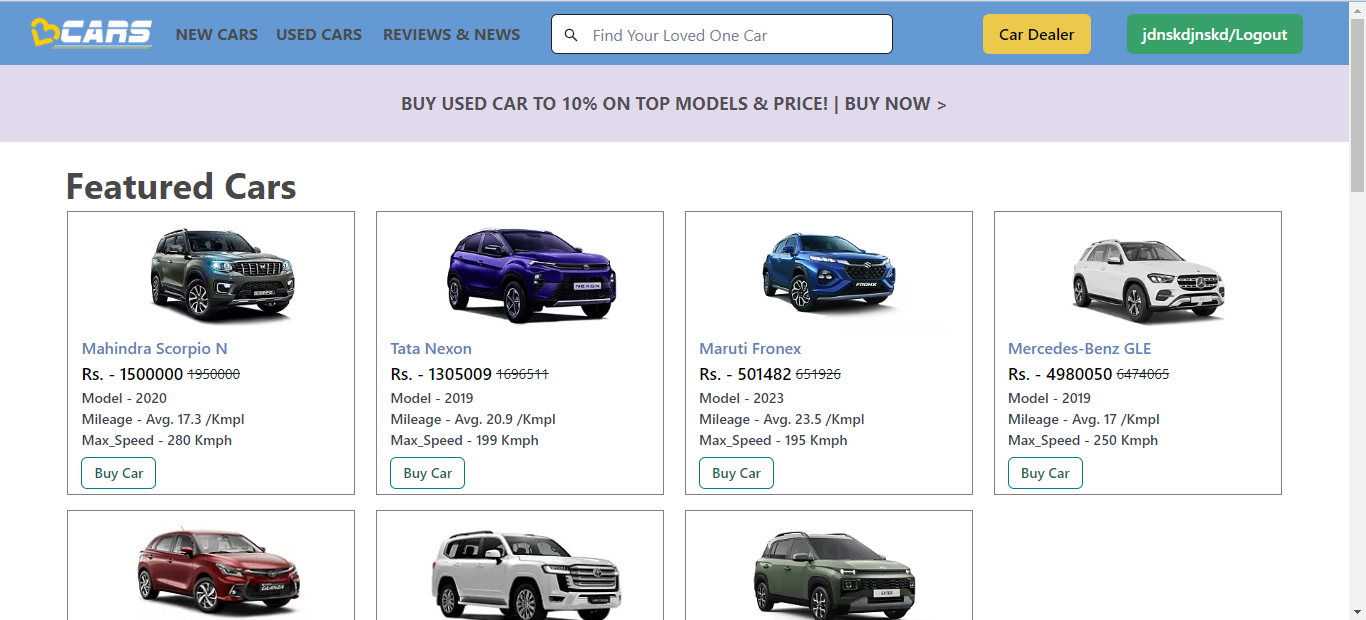 CARS NEW CARS USED CARS REVIEWS & NEWS Find Your Loved One Car Car Dealer jdnskdjnskd/Logout
BUY USED CAR TO 10% ON TOP MODELS & PRICE! | BUY NOW >
Featured Cars
NEXON
FRONX
Mahindra Scorpio N
Rs. - 1500000 1950000
Model - 2020
Mileage - Avg. 17.3 /Kmpl
Max_Speed - 280 Kmph
Buy Car
Tata Nexon
Rs. - 1305009 1696511
Model - 2019
Mileage - Avg. 20.9 /Kmpl
Max_Speed - 199 Kmph
Buy Car
Maruti Fronex
Rs. - 501482 651926
Model - 2023
Mileage - Avg. 23.5 /Kmpl
Max_Speed - 195 Kmph
Buy Car
Mercedes-Benz GLE
Rs. - 4980050 6474065
Model - 2019
Mileage - Avg. 17 /Kmpl
Max_Speed - 250 Kmph
Buy Car
GLANZA
EXTER